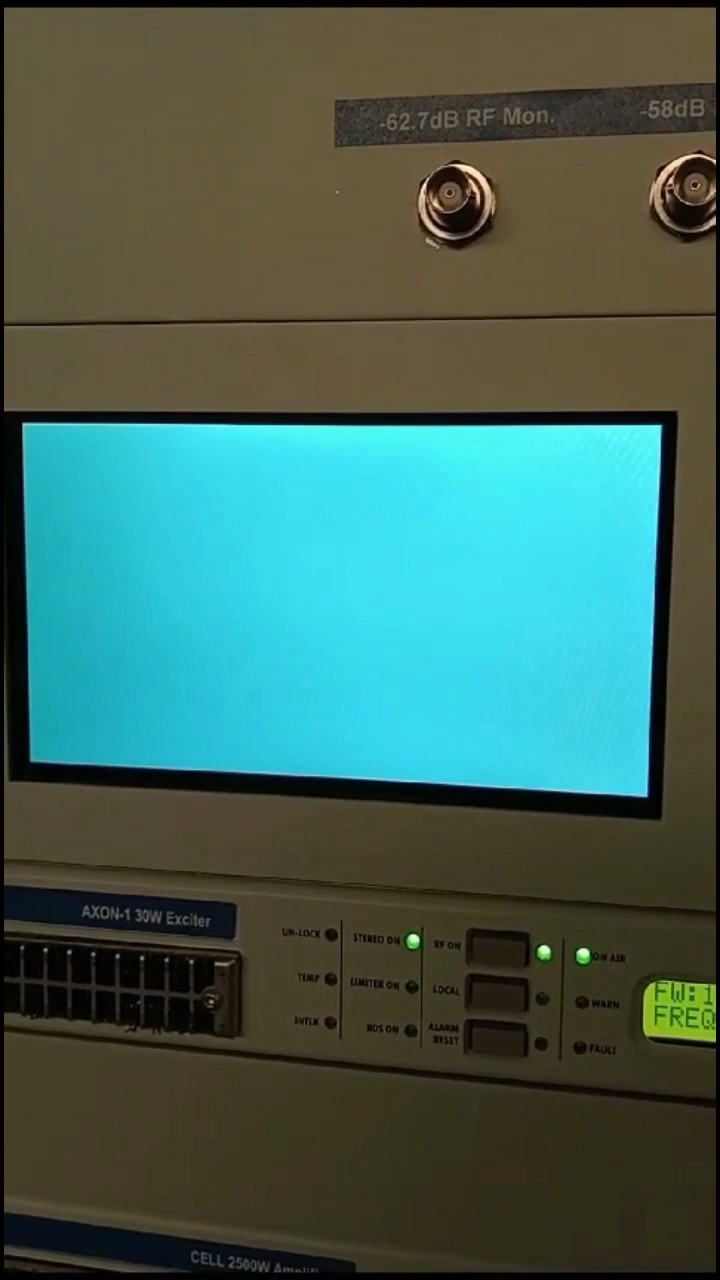 -62.7dB RF Mon.
-58dB
AXON-1 30W Exciter
UN-LOCK
STEREO ON
RF ON
ON AIR
TEMP
LIMITER ON
LOCAL
WARN
INTLK
RDS ON
ALARM
RESET
FAULT
FW:1
FREQ
CELL 2500W